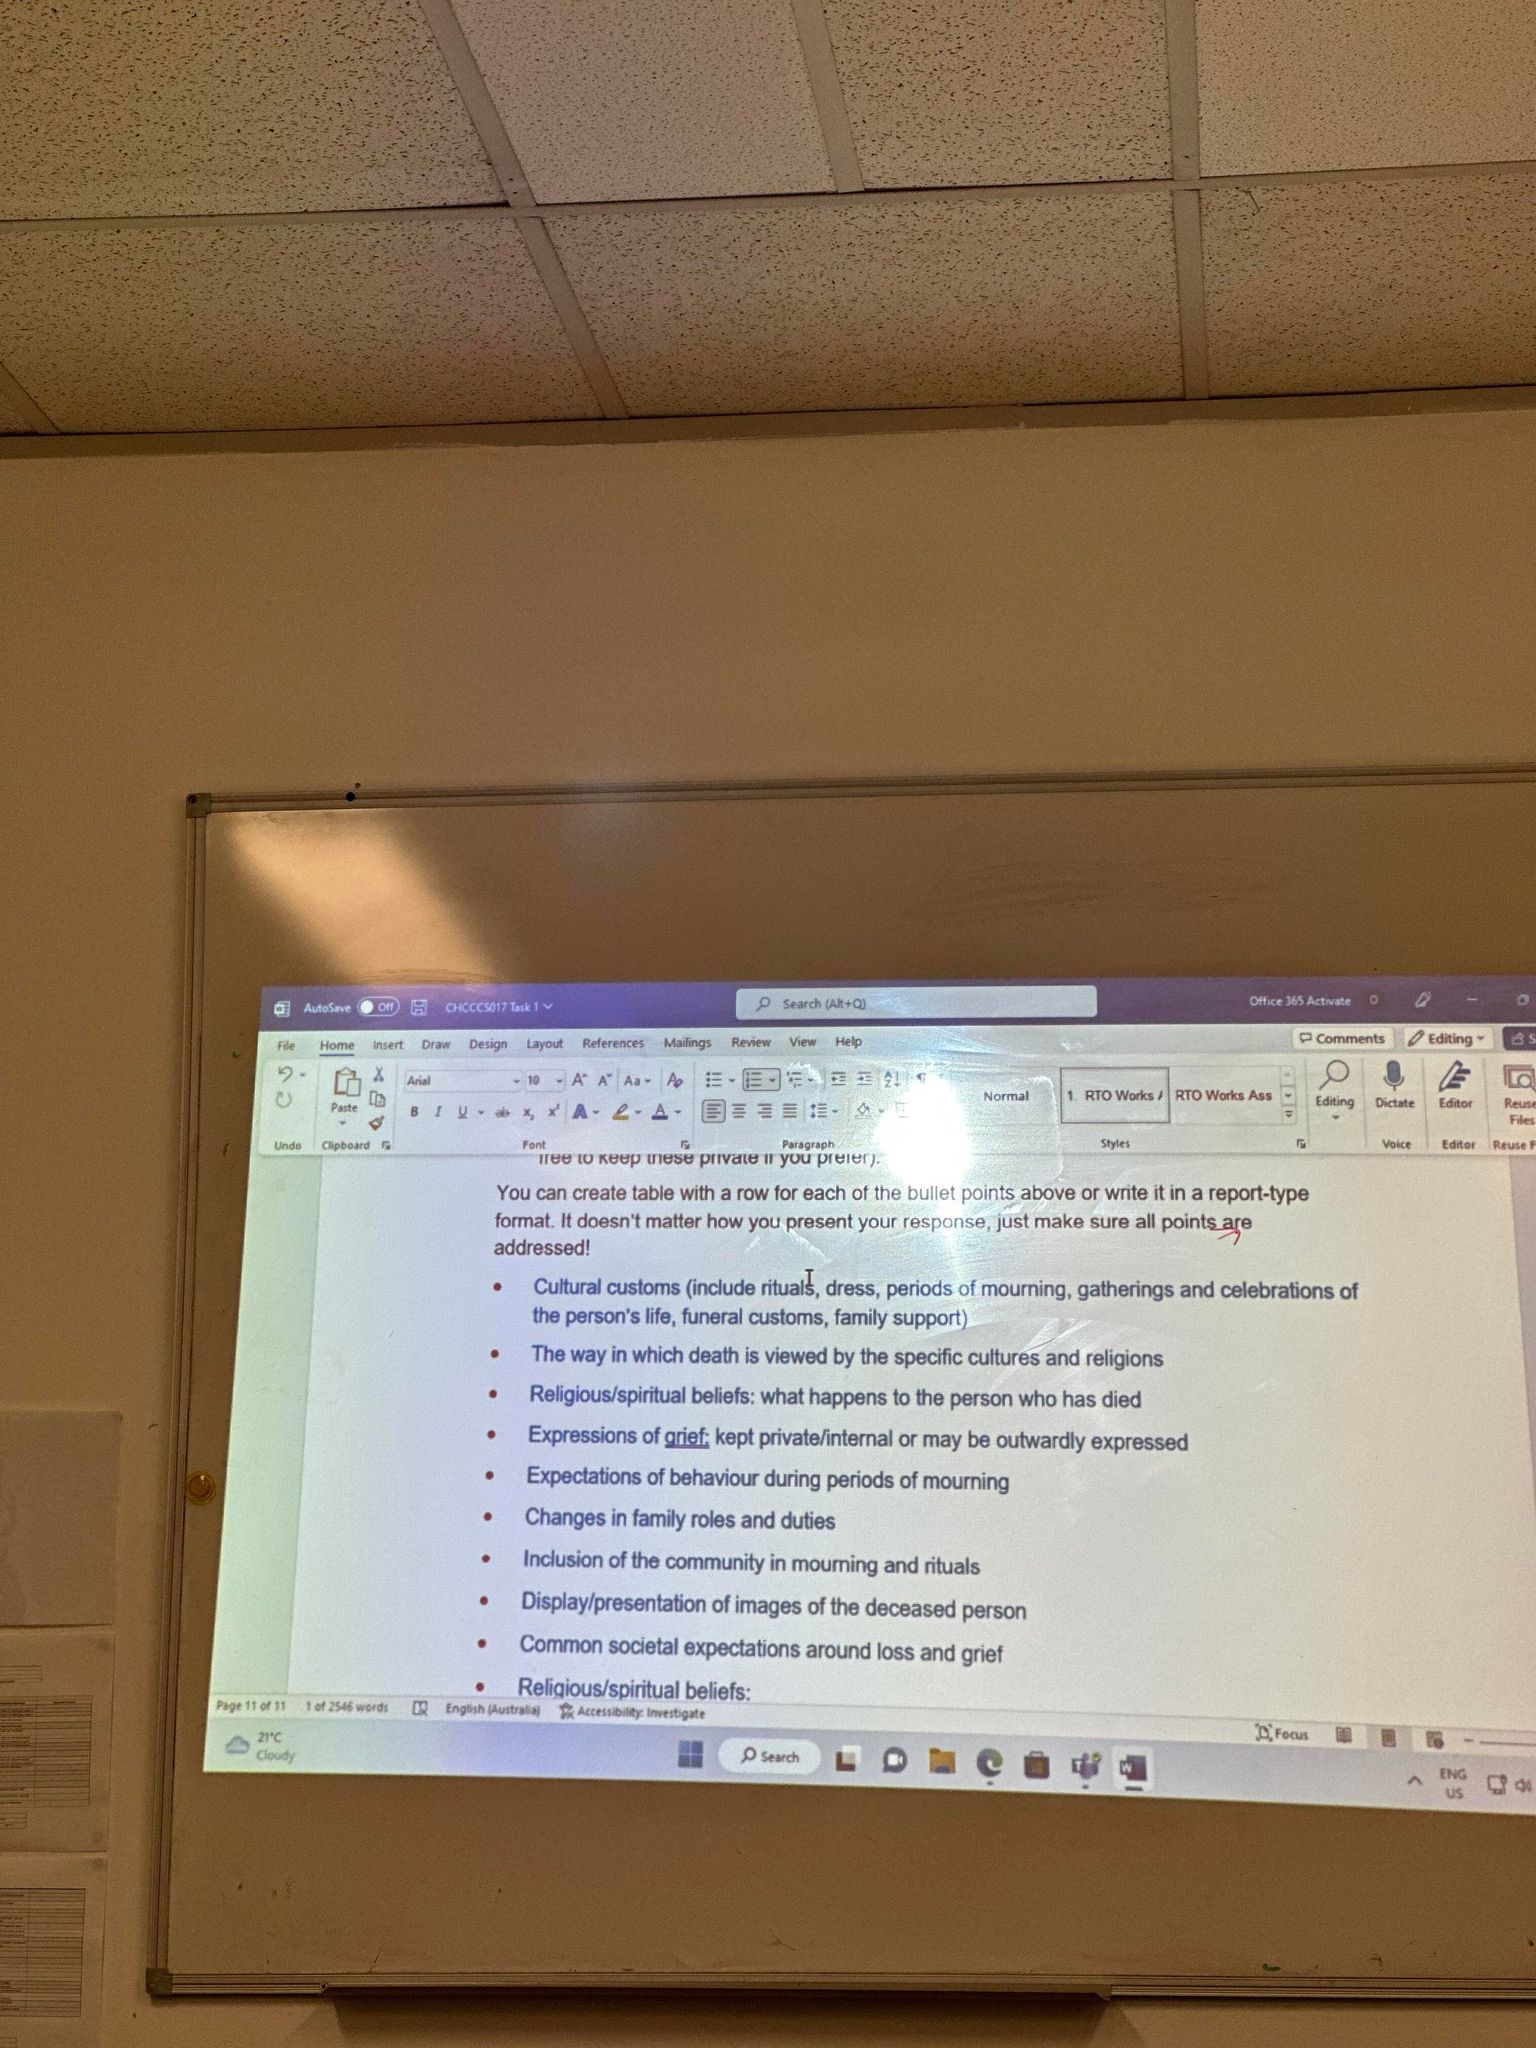 AutoSave Off CHCCCS017 Task 1 Search (Alt+Q) Office 365 Activate
File Home Insert Draw Design Layout References Mailings Review View Help Comments Editing
Arial 10 Aa Normal 1. RTO Works RTO Works Ass
Paste B I U ab Editing Dictate Editor Reuse
Files
Undo Clipboard Font Paragraph Styles Voice Editor Reuse F
free to keep these private if you prefer).
You can create table with a row for each of the bullet points above or write it in a report-type
format. It doesn't matter how you present your response, just make sure all points are
addressed!
• Cultural customs (include rituals, dress, periods of mourning, gatherings and celebrations of
the person's life, funeral customs, family support)
• The way in which death is viewed by the specific cultures and religions
• Religious/spiritual beliefs: what happens to the person who has died
• Expressions of grief: kept private/internal or may be outwardly expressed
• Expectations of behaviour during periods of mourning
• Changes in family roles and duties
• Inclusion of the community in mourning and rituals
• Display/presentation of images of the deceased person
• Common societal expectations around loss and grief
• Religious/spiritual beliefs:
Page 11 of 11 1 of 2546 words English (Australia) Accessibility: Investigate Focus
21°C
Cloudy
Search
ENG
US